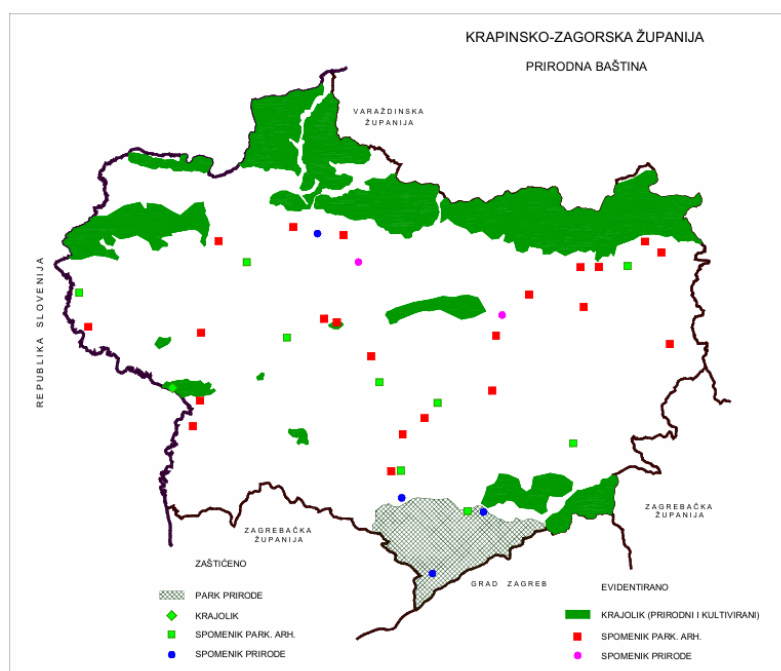 KRAPINSKO-ZAGORSKA ŽUPANIJA
PRIRODNA BAŠTINA
VARAŽDINSKA
ŽUPANIJA
REPUBLIKA SLOVENIJA
ZAGREBAČKA
ŽUPANIJA
ZAGREBAČKA
ŽUPANIJA
GRAD ZAGREB
ZAŠTIĆENO
PARK PRIRODE
KRAJOLIK
SPOMENIK PARK. ARH.
SPOMENIK PRIRODE
EVIDENTIRANO
KRAJOLIK (PRIRODNI I KULTIVIRANI)
SPOMENIK PARK. ARH.
SPOMENIK PRIRODE